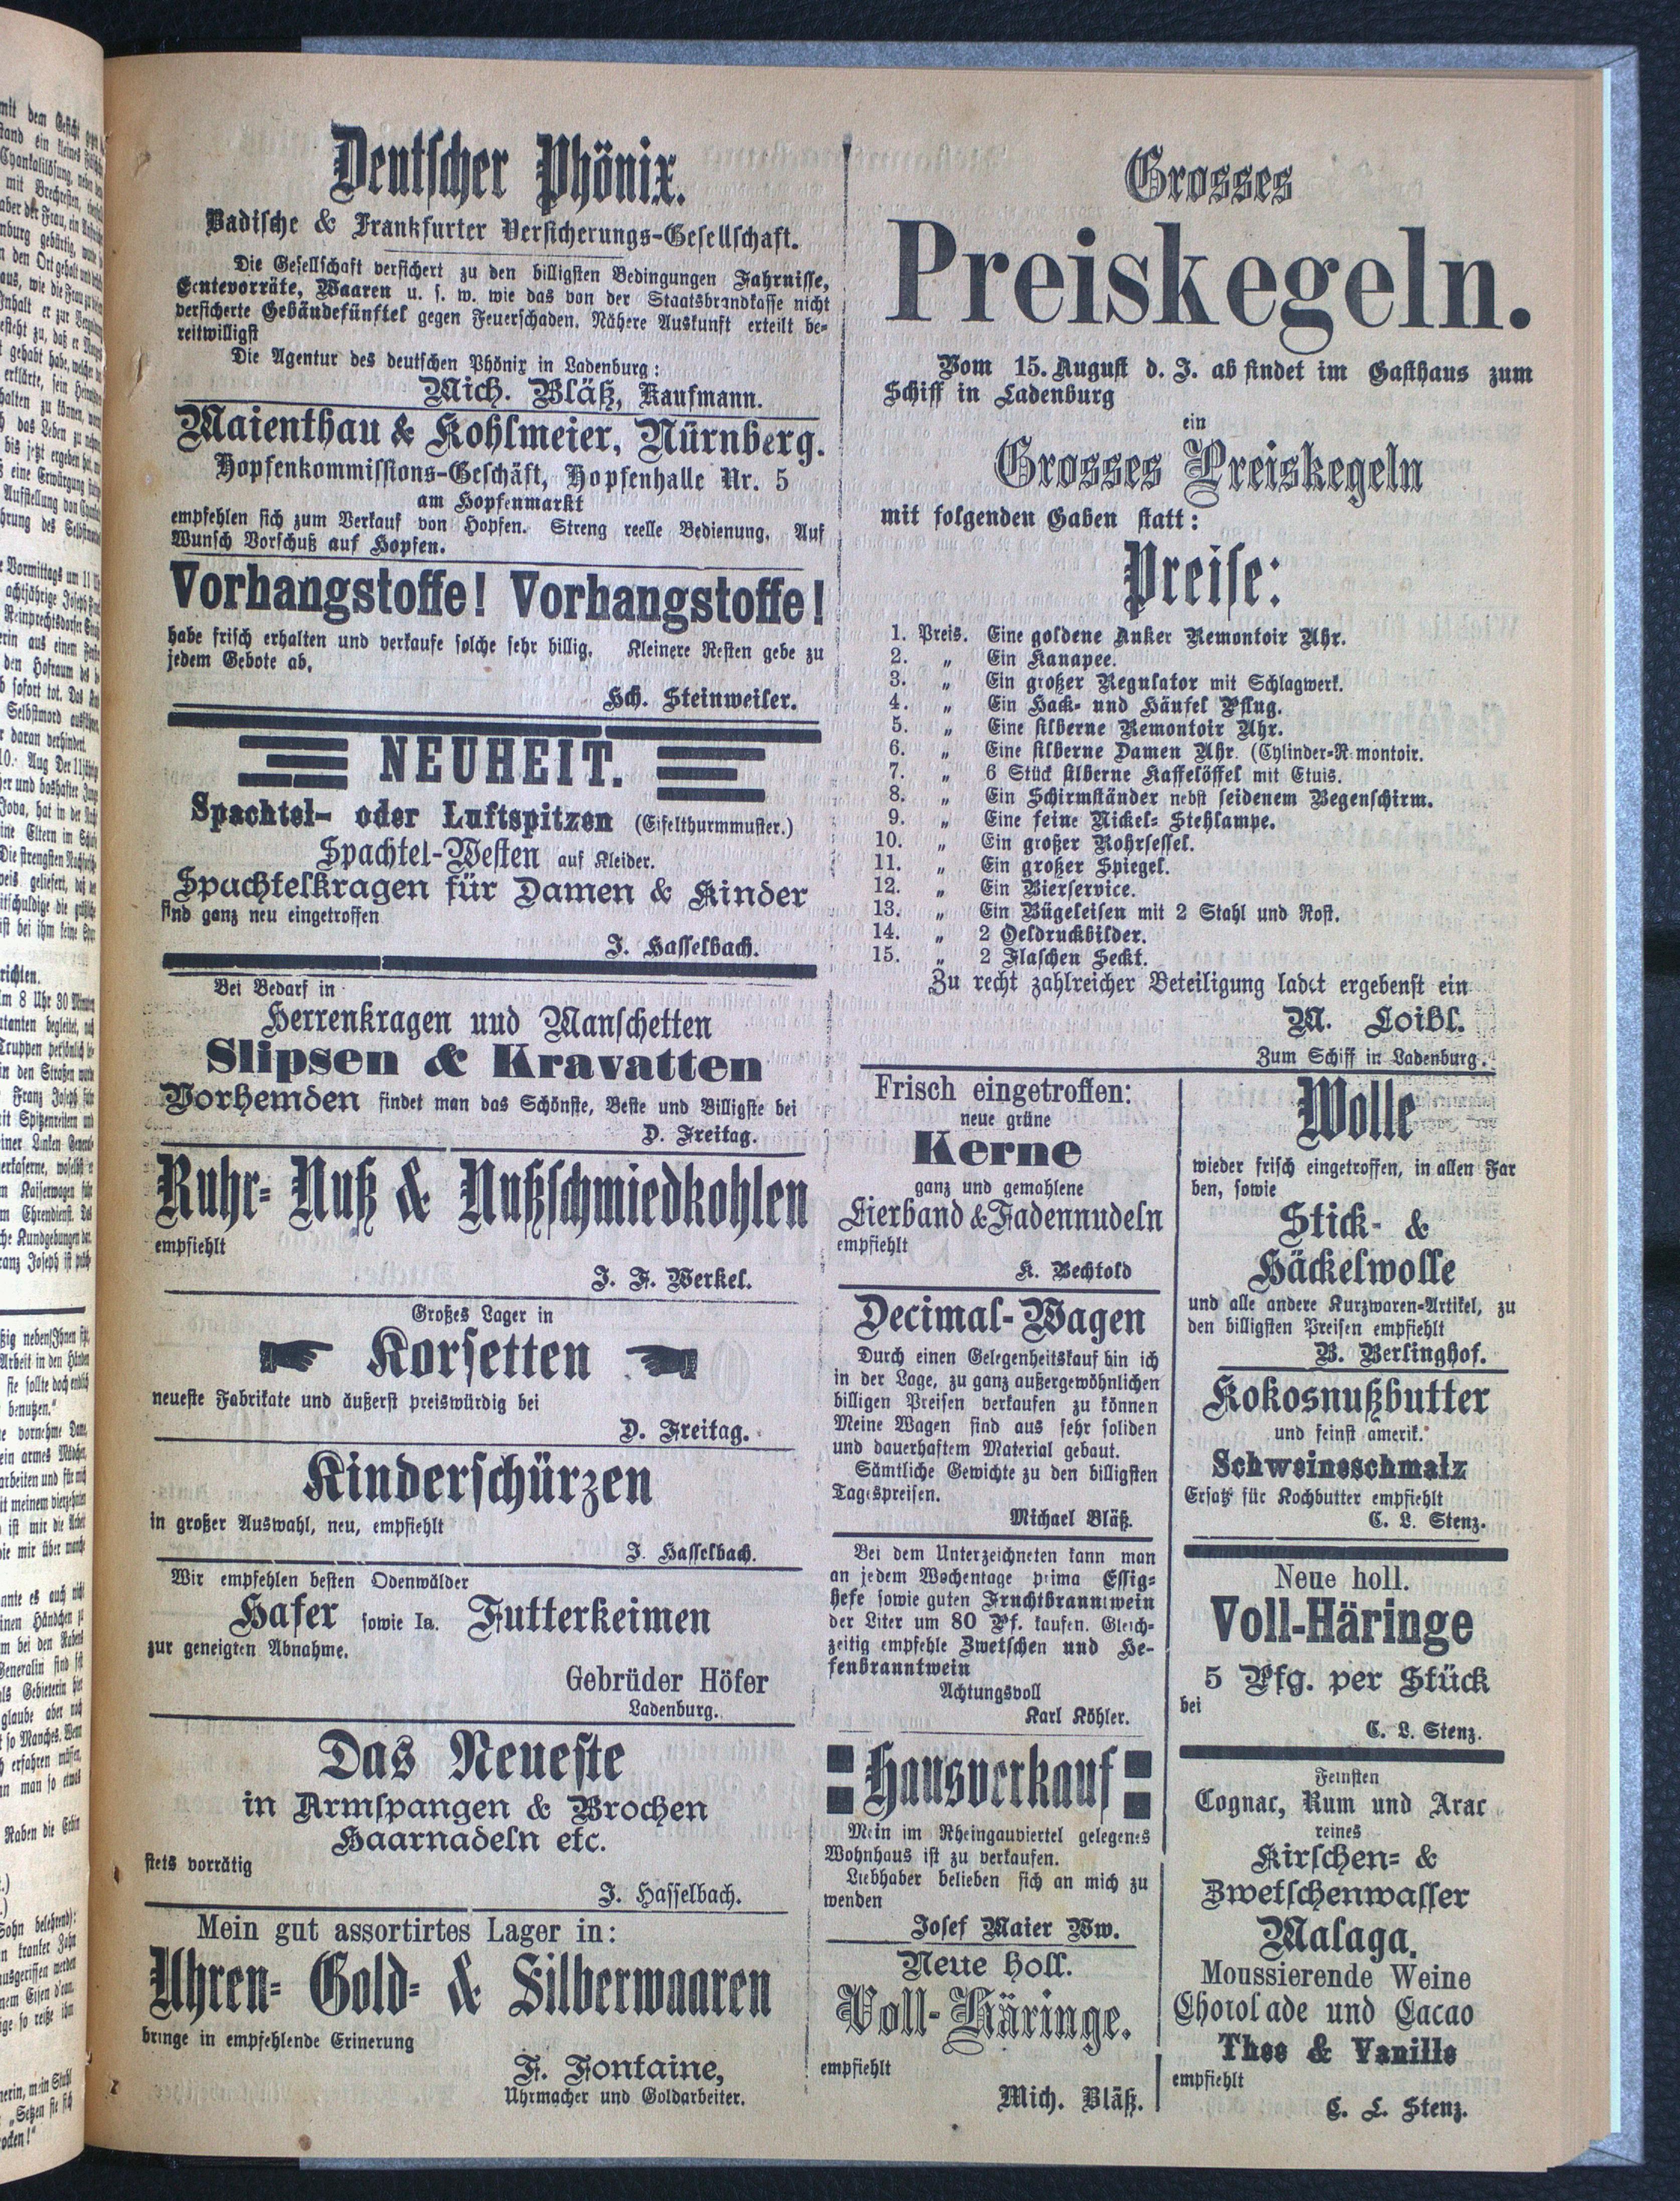 Deutscher Phönix.
Badische & Frankfurter Versicherungs-Gesellschaft.
Die Gesellschaft versichert zu den billigsten Bedingungen Fahrnisse,
Erntevorräte, Waaren u. s. w. wie das von der Staatsbrandkasse nicht
versicherte Gebäudefünftel gegen Feuerschaden. Nähere Auskunft erteilt be-
reitwilligst
Die Agentur des deutschen Phönix in Ladenburg:
Mich. Bläß, Kaufmann.
Maienthau & Kohlmeier, Nürnberg.
Hopfenkommissions-Geschäft, Hopfenhalle Nr. 5
am Hopfenmarkt
empfehlen sich zum Verkauf von Hopfen. Streng reelle Bedienung. Auf
Wunsch Vorschuß auf Hopfen.
Vorhangstoffe! Vorhangstoffe!
habe frisch erhalten und verkaufe solche sehr billig. Kleinere Resten gebe zu
jedem Gebote ab.
Hch. Steinweiler.
NEUHEIT.
Spachtel- oder Luftspitzen (Eifelthurmmuster.)
Spachtel-Westen auf Kleider.
Spachtelkragen für Damen & Kinder
sind ganz neu eingetroffen
J. Hasselbach.
Bei Bedarf in
Herrenkragen und Manschetten
Slipsen & Kravatten
Vorhemden findet man das Schönste, Beste und Billigste bei
D. Freitag.
Ruhr- Nuß & Nußschmiedkohlen
empfiehlt
J. F. Merkel.
Großes Lager in
Korsetten
neueste Fabrikate und äußerst preiswürdig bei
D. Freitag.
Kinderschürzen
in großer Auswahl, neu, empfiehlt
J. Hasselbach.
Wir empfehlen besten Odenwälder
Hafer sowie Ia. Futterkeimen
zur geneigten Abnahme.
Gebrüder Höfer
Ladenburg.
Das Neueste
in Armspangen & Brochen
Haarnadeln etc.
stets vorrätig
J. Hasselbach.
Mein gut assortirtes Lager in:
Uhren- Gold- & Silberwaaren
bringe in empfehlende Erinerung
F. Fontaine,
Uhrmacher und Goldarbeiter.
Grosses
Preiskegeln.
Vom 15. August d. J. ab findet im Gasthaus zum
Schiff in Ladenburg
ein
Grosses Preiskegeln
mit folgenden Gaben statt:
Preise:
1. Preis. Eine goldene Anker Remontoir Uhr.
2. „ Ein Kanapee.
3. „ Ein großer Regulator mit Schlagwerk.
4. „ Ein Hack- und Häufel Pflug.
5. „ Eine silberne Remontoir Uhr.
6. „ Eine silberne Damen Uhr. (Cylinder-R montoir.
7. „ 6 Stück silberne Kaffelöffel mit Etuis.
8. „ Ein Schirmständer nebst seidenem Regenschirm.
9. „ Eine feine Nickel- Stehlampe.
10. „ Ein großer Rohrsessel.
11. „ Ein großer Spiegel.
12. „ Ein Bierservice.
13. „ Ein Bügeleisen mit 2 Stahl und Rost.
14. „ 2 Oeldruckbilder.
15. „ 2 Flaschen Seckt.
Zu recht zahlreicher Beteiligung ladet ergebenst ein
M. Loibl.
Zum Schiff in Ladenburg.
Frisch eingetroffen:
neue grüne
Kerne
ganz und gemahlene
Eierband & Fadennudeln
empfiehlt
K. Bechtold
Decimal-Wagen
Durch einen Gelegenheitskauf bin ich
in der Lage, zu ganz außergewöhnlichen
billigen Preisen verkaufen zu können
Meine Wagen sind aus sehr soliden
und dauerhaftem Material gebaut.
Sämtliche Gewichte zu den billigsten
Tagespreisen.
Michael Bläß.
Bei dem Unterzeichneten kann man
an jedem Wochentage prima Essig-
hefe sowie guten Fruchtbranntwein
der Liter um 80 Pf. kaufen. Gleich-
zeitig empfehle Zwetschen und He-
fenbranntwein
Achtungsvoll
Karl Köhler.
Hausverkauf
Mein im Rheingauviertel gelegenes
Wohnhaus ist zu verkaufen.
Liebhaber belieben sich an mich zu
wenden
Josef Maier Ww.
Neue holl.
Voll-Häringe.
empfiehlt
Mich. Bläß.
Wolle
wieder frisch eingetroffen, in allen Far
ben, sowie
Stick- &
Häckelwolle
und alle andere Kurzwaren-Artikel, zu
den billigsten Preisen empfiehlt
B. Berlinghof.
Kokosnußbutter
und feinst amerik.
Schweineschmalz
Ersatz für Kochbutter empfiehlt
C. L. Stenz.
Neue holl.
Voll-Häringe
5 Pfg. per Stück
bei
C. L. Stenz.
Feinsten
Cognac, Rum und Arac
reines
Kirschen- &
Zwetschenwasser
Malaga.
Moussierende Weine
Chocolade und Cacao
Thee & Vanille
empfiehlt
C. L. Stenz.